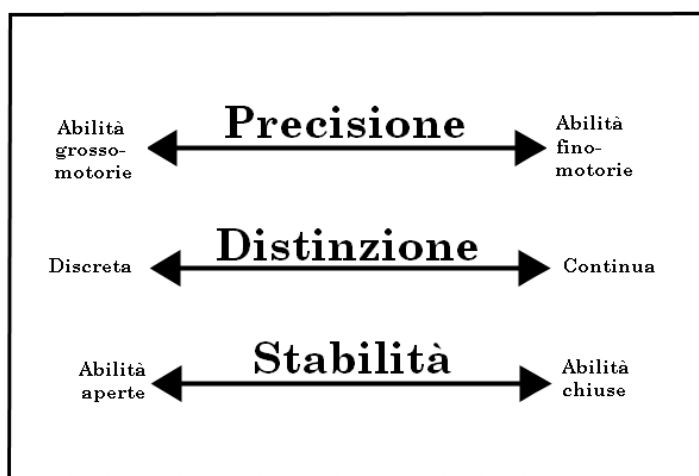 Precisione
Abilità
grosso-
motorie
Abilità
fino-
motorie
Distinzione
Discreta
Continua
Stabilità
Abilità
aperte
Abilità
chiuse